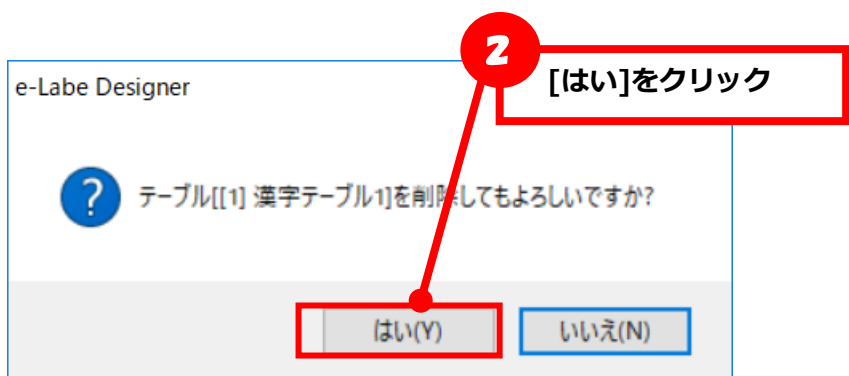 2
[はい]をクリック
e-Labe Designer
?
テーブル[[1] 漢字テーブル1]を削除してもよろしいですか?
はい(Y)
いいえ(N)